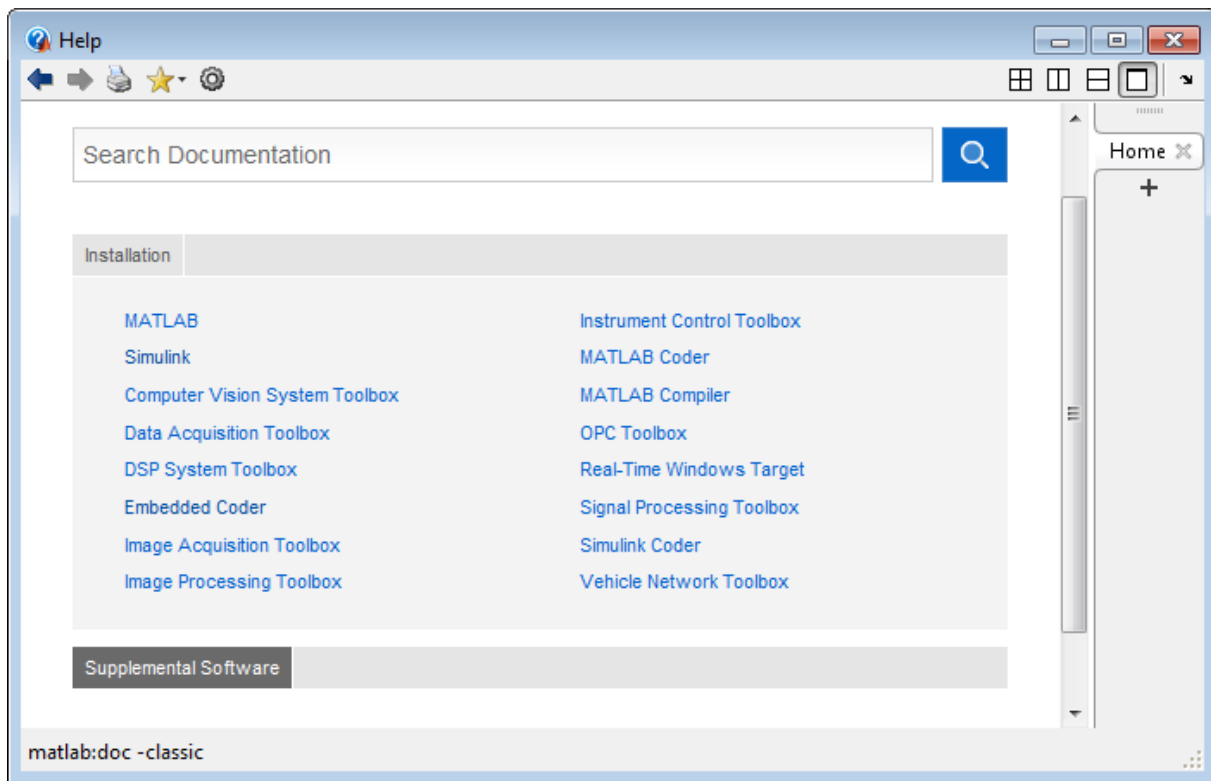 Help
Search Documentation
Home
Installation
MATLAB
Simulink
Computer Vision System Toolbox
Data Acquisition Toolbox
DSP System Toolbox
Embedded Coder
Image Acquisition Toolbox
Image Processing Toolbox
Instrument Control Toolbox
MATLAB Coder
MATLAB Compiler
OPC Toolbox
Real-Time Windows Target
Signal Processing Toolbox
Simulink Coder
Vehicle Network Toolbox
Supplemental Software
matlab:doc -classic